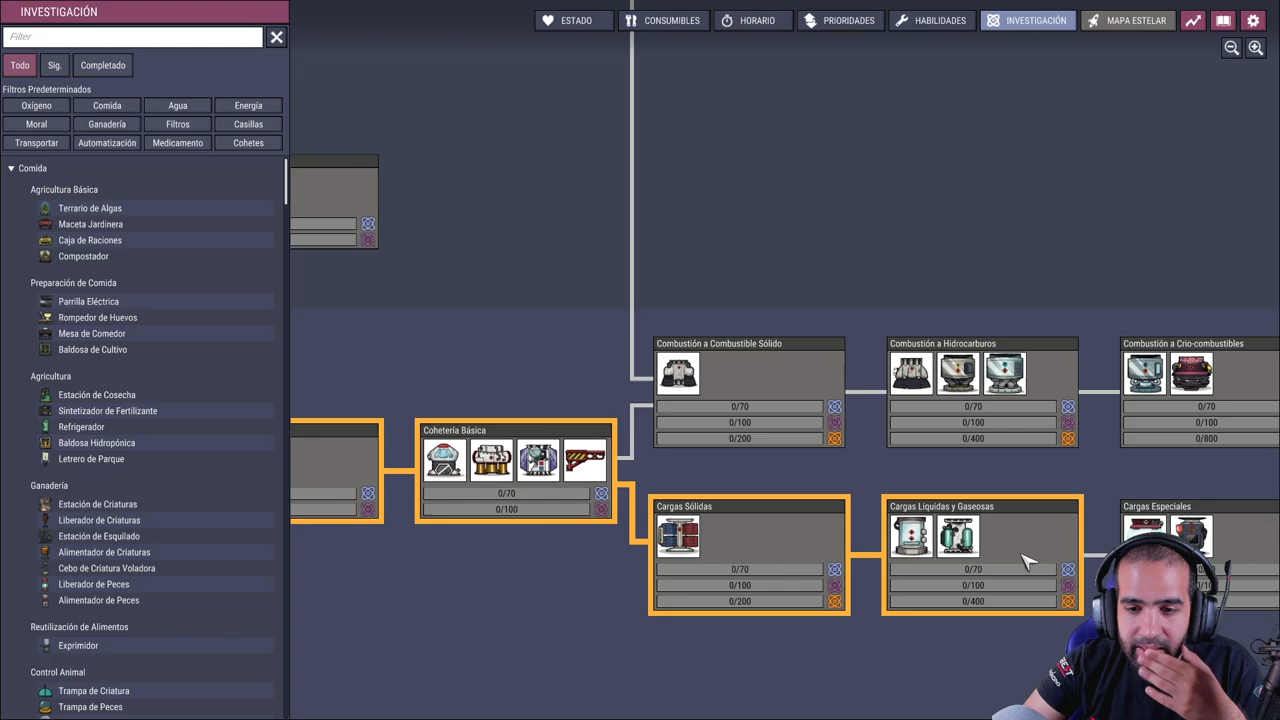 INVESTIGACIÓN
Filter
Todo
Sig.
Completado
Filtros Predeterminados
Oxígeno
Comida
Agua
Energía
Moral
Ganadería
Filtros
Casillas
Transportar
Automatización
Medicamento
Cohetes
Comida
Agricultura Básica
Terrario de Algas
Maceta Jardinera
Caja de Raciones
Compostador
Preparación de Comida
Parrilla Eléctrica
Rompedor de Huevos
Mesa de Comedor
Baldosa de Cultivo
Agricultura
Estación de Cosecha
Sintetizador de Fertilizante
Refrigerador
Baldosa Hidropónica
Letrero de Parque
Ganadería
Estación de Criaturas
Liberador de Criaturas
Estación de Esquilado
Alimentador de Criaturas
Cebo de Criatura Voladora
Liberador de Peces
Alimentador de Peces
Reutilización de Alimentos
Exprimidor
Control Animal
Trampa de Criatura
Trampa de Peces
ESTADO
CONSUMIBLES
HORARIO
PRIORIDADES
HABILIDADES
INVESTIGACIÓN
MAPA ESTELAR
Cohetería Básica
0/70
0/100
Combustión a Combustible Sólido
0/70
0/100
0/200
Combustión a Hidrocarburos
0/70
0/100
0/400
Combustión a Crio-combustibles
0/70
0/100
0/800
Cargas Sólidas
0/70
0/100
0/200
Cargas Líquidas y Gaseosas
0/70
0/100
0/400
Cargas Especiales